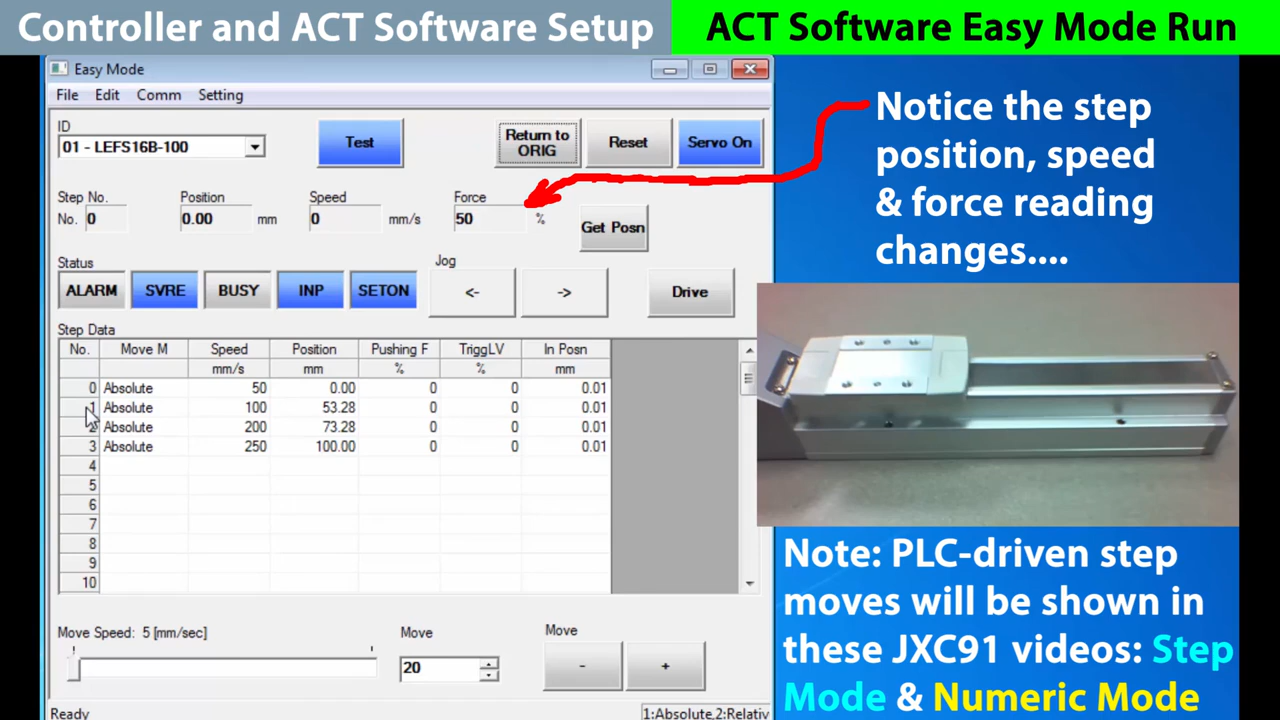 Controller and ACT Software Setup
ACT Software Easy Mode Run
Easy Mode
File Edit Comm Setting
ID
01 - LEFS16B-100
Test
Return to
ORIG
Reset
Servo On
Step No. Position Speed Force
No. 0 0.00 mm 0 mm/s 50 %
Get Posn
Status
Jog
ALARM SVRE BUSY INP SETON <- -> Drive
Step Data
No. Move M Speed Position Pushing F TriggLV In Posn
mm/s mm % % mm
0 Absolute 50 0.00 0 0 0.01
1 Absolute 100 53.28 0 0 0.01
2 Absolute 200 73.28 0 0 0.01
3 Absolute 250 100.00 0 0 0.01
4
5
6
7
8
9
10
Move Speed: 5 [mm/sec]
Move
Move
20
- +
Ready
1:Absolute,2:Relativ
Notice the step
position, speed
& force reading
changes....
Note: PLC-driven step
moves will be shown in
these JXC91 videos: Step
Mode & Numeric Mode